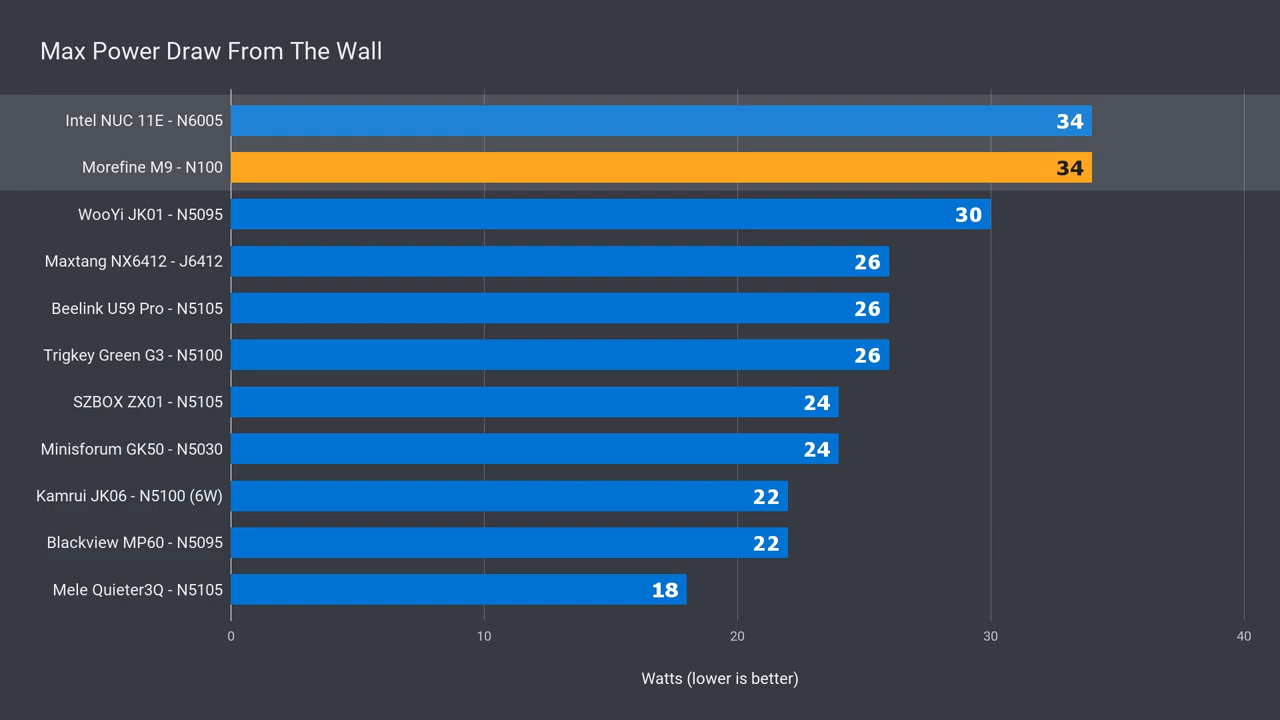 Max Power Draw From The Wall
Intel NUC 11E - N6005 34
Morefine M9 - N100 34
WooYi JK01 - N5095 30
Maxtang NX6412 - J6412 26
Beelink U59 Pro - N5105 26
Trigkey Green G3 - N5100 26
SZBOX ZX01 - N5105 24
Minisforum GK50 - N5030 24
Kamrui JK06 - N5100 (6W) 22
Blackview MP60 - N5095 22
Mele Quieter3Q - N5105 18
0 10 20 30 40
Watts (lower is better)